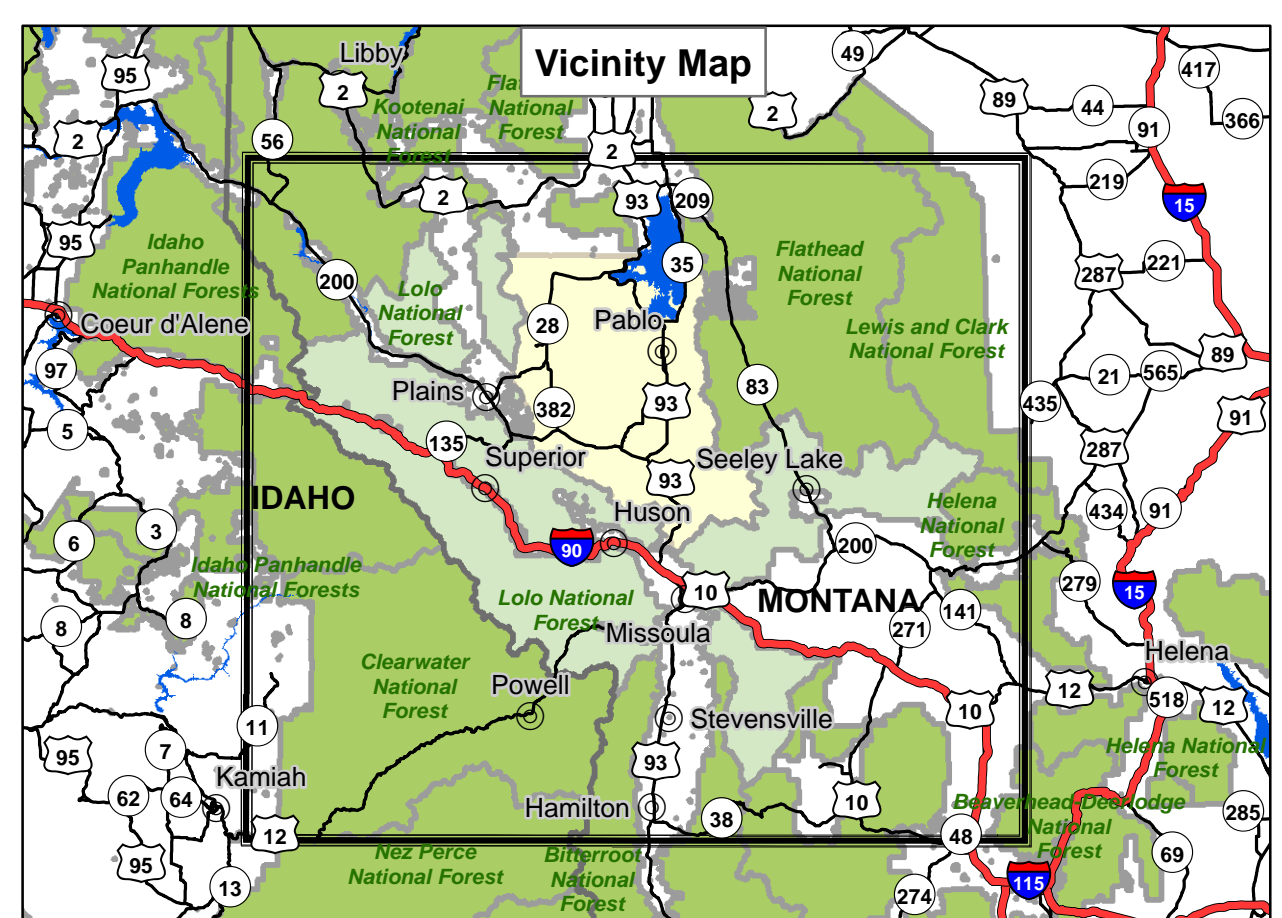 Vicinity Map
Libby
49
95
2
2
417
89
44
366
2
Kootenai
National
Forest
National
Forest
91
56
2
219
2
93
209
15
95
Idaho
Panhandle
National Forests
Flathead
National
Forest
35
221
287
200
Lolo
National
Forest
Coeur d'Alene
28
Pablo
Lewis and Clark
National Forest
89
97
21
565
Plains
83
382
93
435
91
5
135
287
Superior
Seeley Lake
93
IDAHO
Huson
Helena
National
Forest
434
91
6
3
90
200
Idaho Panhandle
National Forests
279
15
10
MONTANA
Lolo National
Forest
141
8
8
271
Missoula
Helena
Clearwater
National
Forest
Powell
12
518
12
11
Stevensville
10
95
7
93
Helena National
Forest
Kamiah
62
64
Hamilton
10
Beaverhead-Deerlodge
National
Forest
285
38
12
48
95
Nez Perce
National Forest
Bitterroot
National
Forest
69
13
115
274